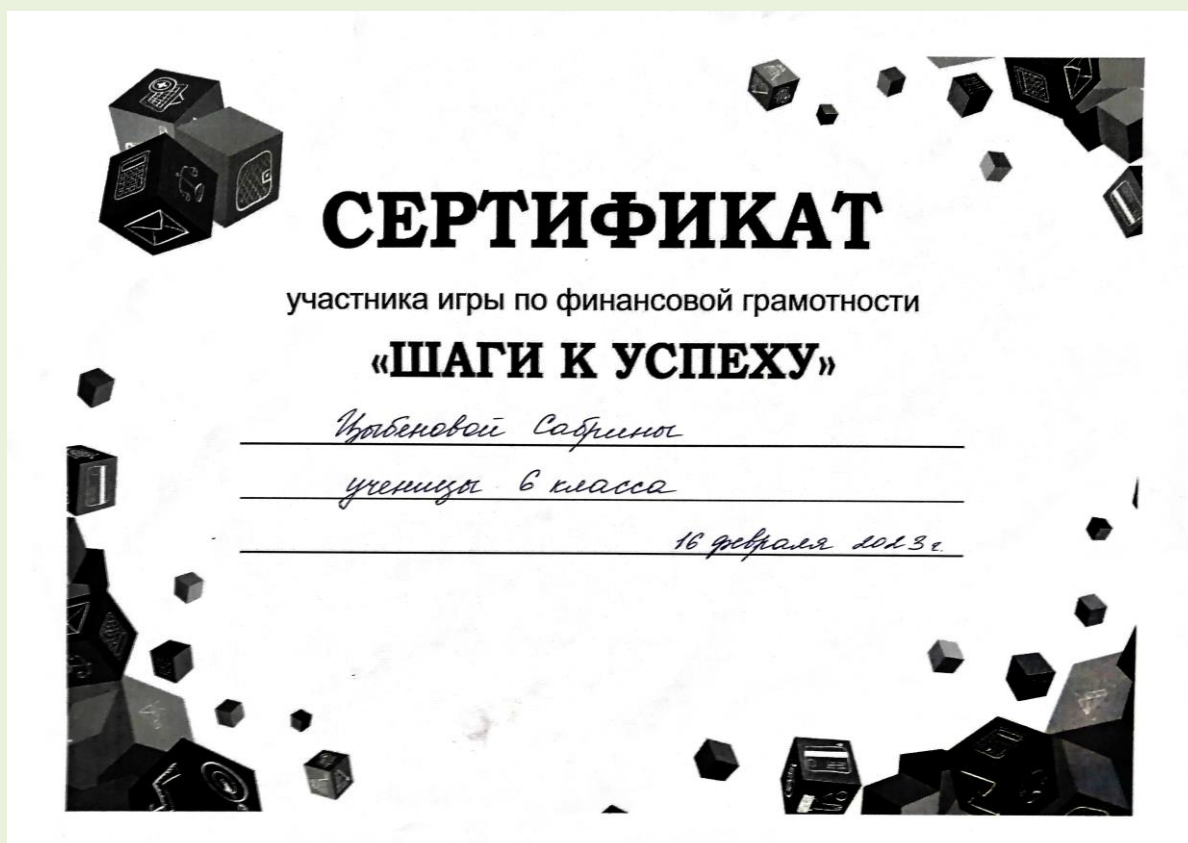 СЕРТИФИКАТ
участника игры по финансовой грамотности
«ШАГИ К УСПЕХУ»
Цыбеновой Сабрины
ученицы 6 класса
16 февраля 2023 г.